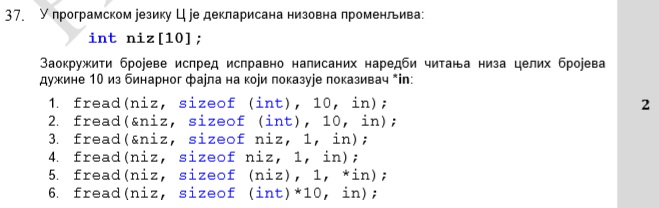 37. У програмском језику Ц је декларисана низовна променљива:
int niz[10];
Заокружити бројеве испред исправно написаних наредби читања низа целих бројева
дужине 10 из бинарног фајла на који показује показивач *in:
1. fread(niz, sizeof (int), 10, in);
2. fread(&niz, sizeof (int), 10, in);
3. fread(&niz, sizeof niz, 1, in);
2
4. fread(niz, sizeof niz, 1, in);
5. fread(niz, sizeof (niz), 1, *in);
6. fread(niz, sizeof (int)*10, in);